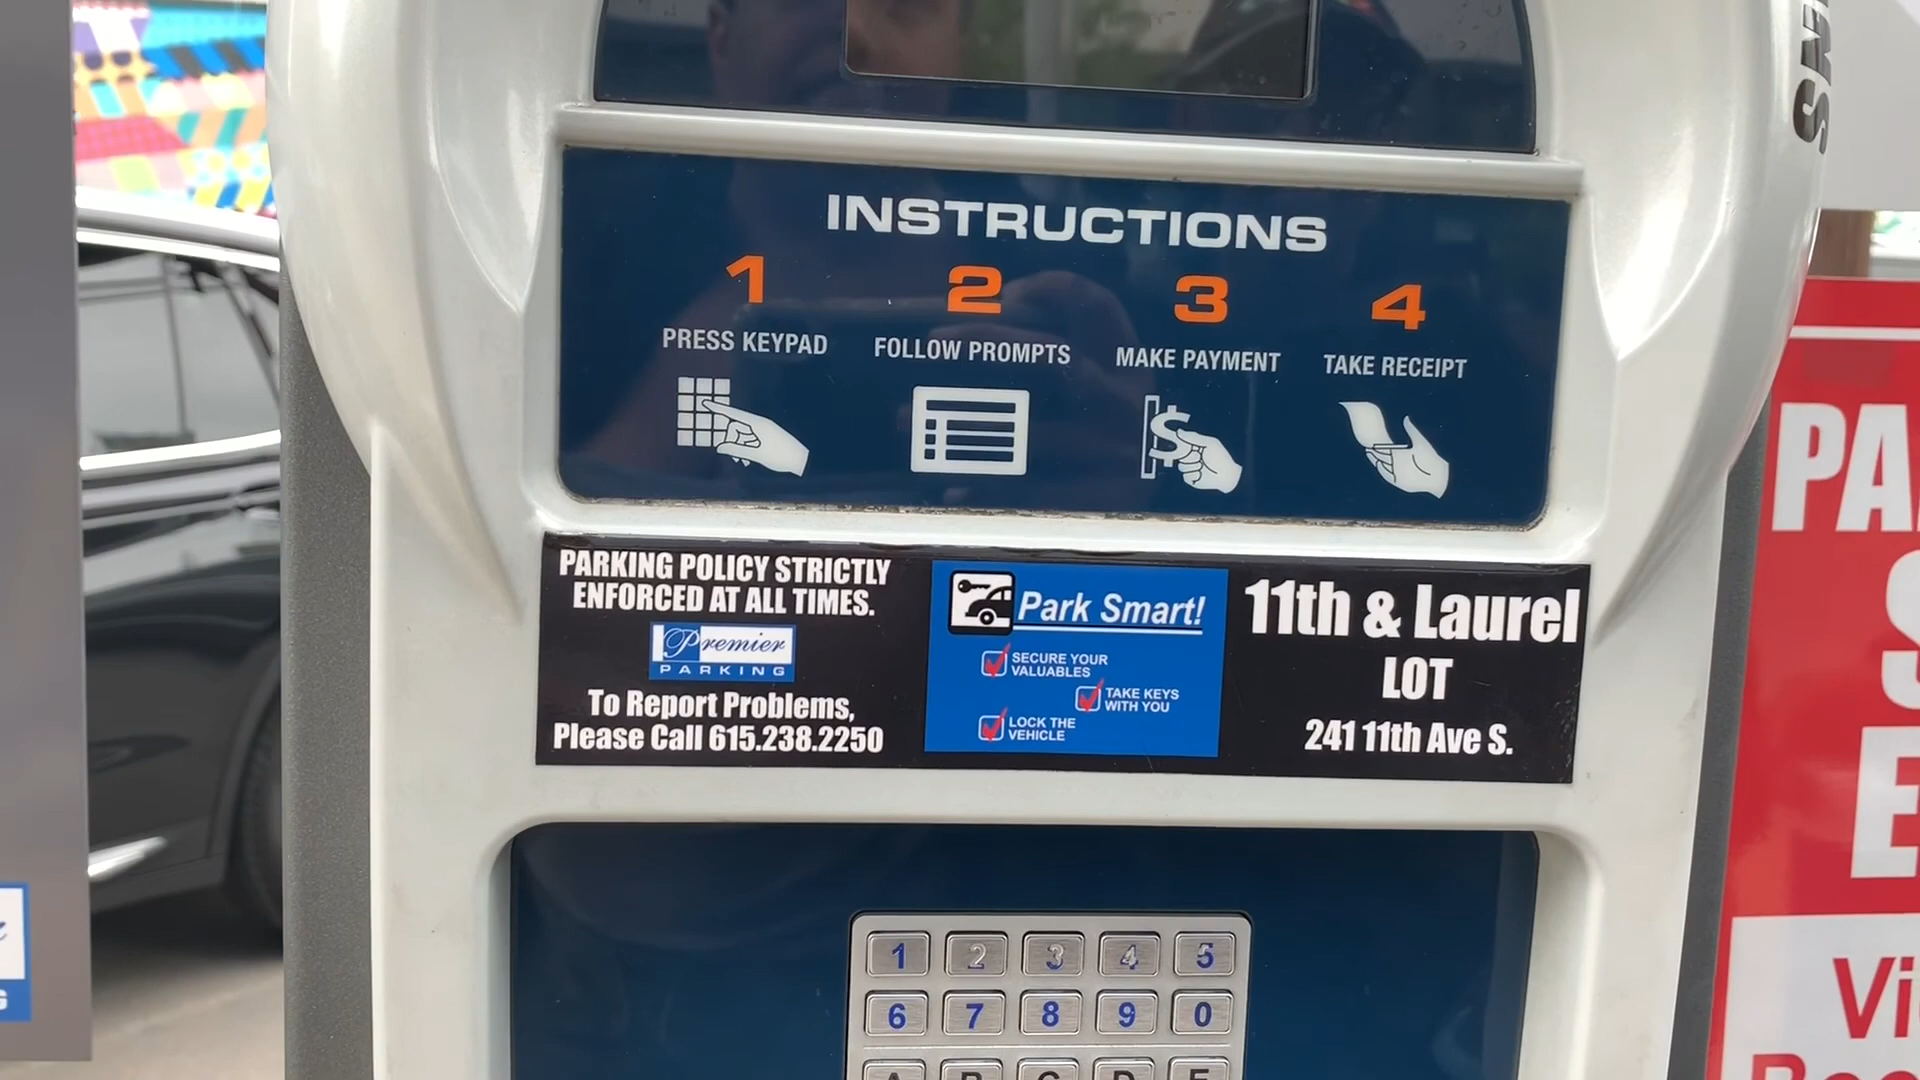 INSTRUCTIONS
1
PRESS KEYPAD
2
FOLLOW PROMPTS
3
MAKE PAYMENT
4
TAKE RECEIPT
PARKING POLICY STRICTLY
ENFORCED AT ALL TIMES.
Premier
PARKING
To Report Problems,
Please Call 615.238.2250
Park Smart!
SECURE YOUR
VALUABLES
TAKE KEYS
WITH YOU
LOCK THE
VEHICLE
11th & Laurel
LOT
241 11th Ave S.
1 2 3 4 5
6 7 8 9 0
A B C D E
PA
S
E
Vi